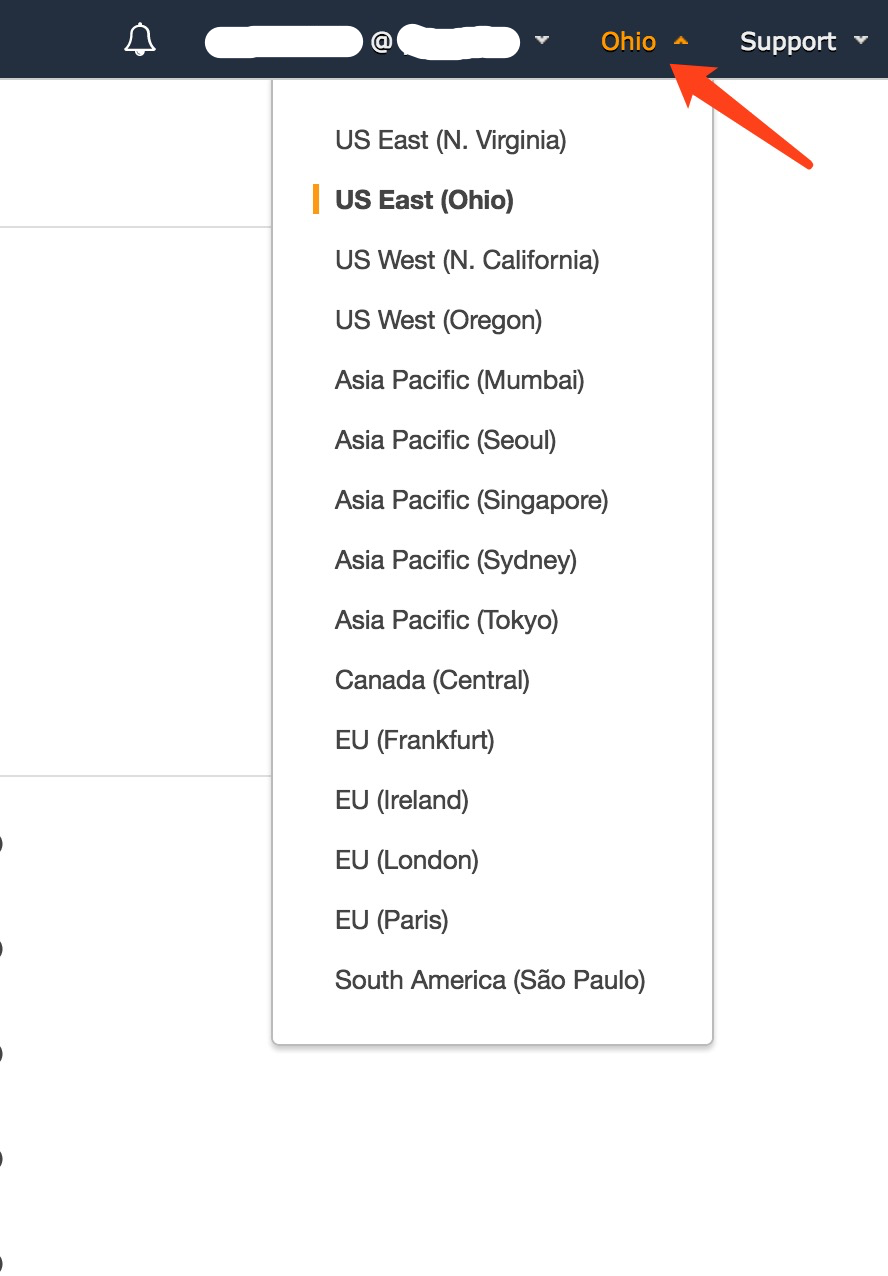 @ Ohio Support
US East (N. Virginia)
US East (Ohio)
US West (N. California)
US West (Oregon)
Asia Pacific (Mumbai)
Asia Pacific (Seoul)
Asia Pacific (Singapore)
Asia Pacific (Sydney)
Asia Pacific (Tokyo)
Canada (Central)
EU (Frankfurt)
EU (Ireland)
EU (London)
EU (Paris)
South America (São Paulo)